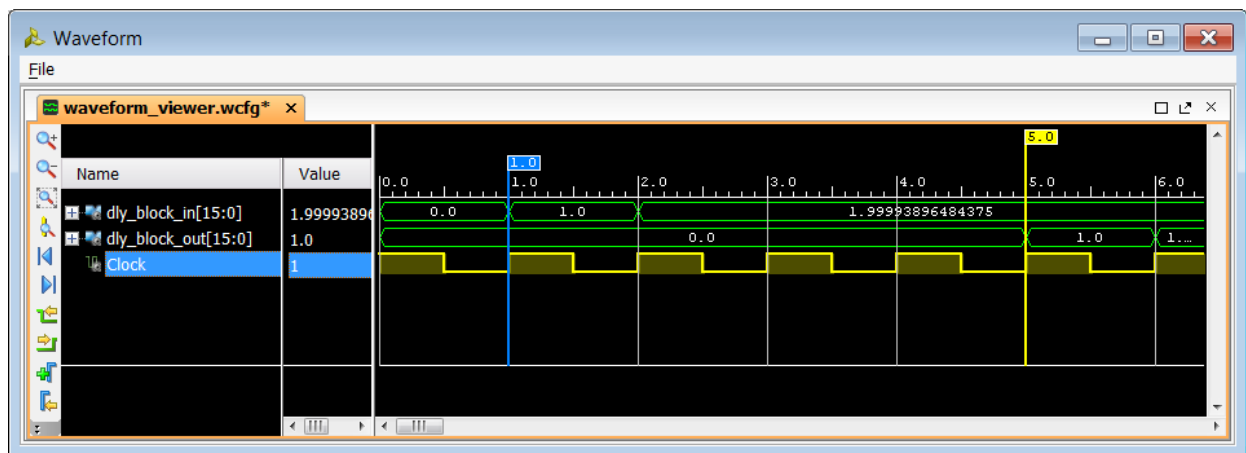 Waveform
File
waveform_viewer.wcfg* ×
5.0
Name Value 1.0
0.0 1.0 2.0 3.0 4.0 5.0 6.0
dly_block_in[15:0] 1.9999389 0.0 1.0 1.99993896484375
dly_block_out[15:0] 1.0 0.0 1.0 1....
Clock 1